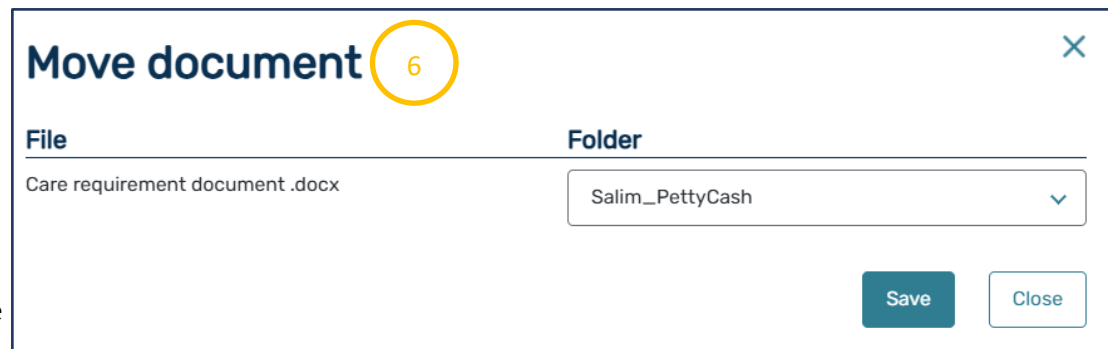 Move document 6
File Folder
Care requirement document .docx Salim_PettyCash
Save Close